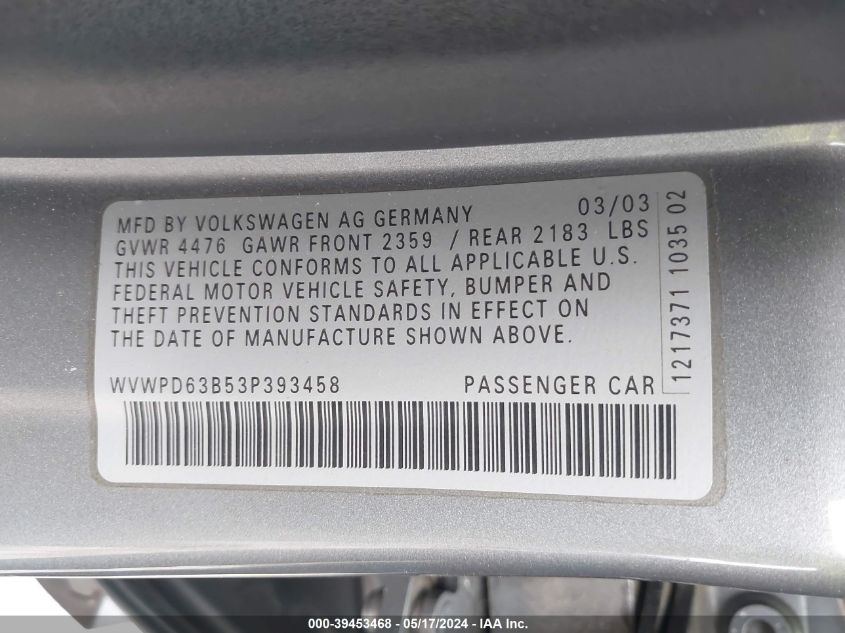 MFD BY VOLKSWAGEN AG GERMANY 03/03
GVWR 4476 GAWR FRONT 2359 / REAR 2183 LBS
THIS VEHICLE CONFORMS TO ALL APPLICABLE U.S.
FEDERAL MOTOR VEHICLE SAFETY, BUMPER AND
THEFT PREVENTION STANDARDS IN EFFECT ON
THE DATE OF MANUFACTURE SHOWN ABOVE.
WVWPD63B53P393458 PASSENGER CAR
1217371 1035 02
000-39453468 - 05/17/2024 - IAA Inc.